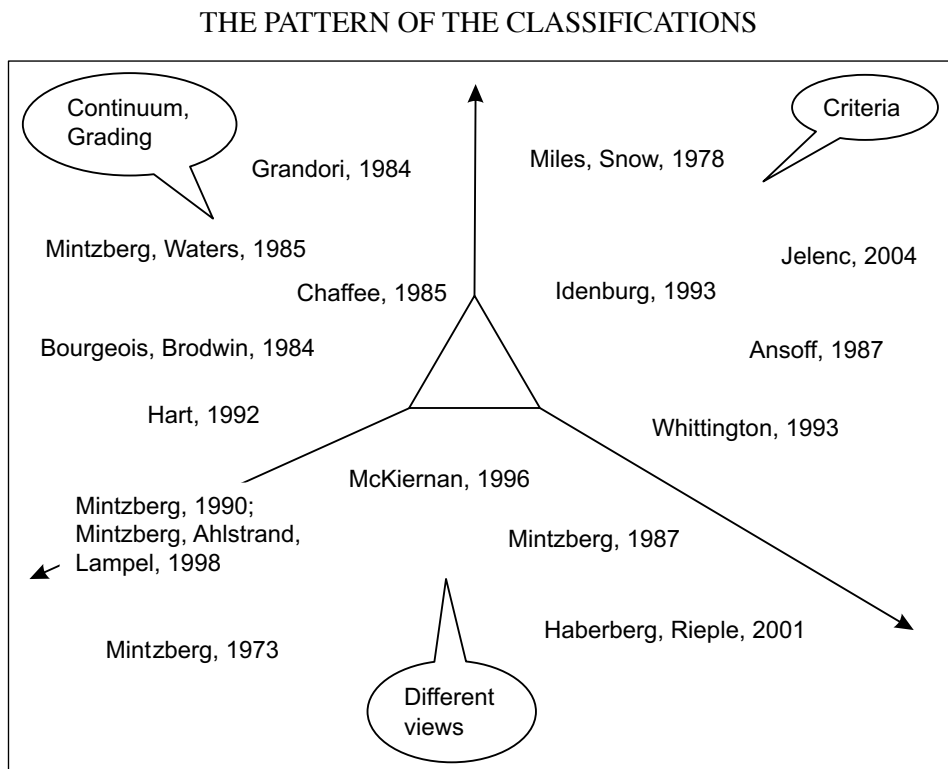 THE PATTERN OF THE CLASSIFICATIONS
Continuum,
Grading
Criteria
Grandori, 1984
Miles, Snow, 1978
Mintzberg, Waters, 1985
Jelenc, 2004
Chaffee, 1985
Idenburg, 1993
Bourgeois, Brodwin, 1984
Ansoff, 1987
Hart, 1992
Whittington, 1993
McKiernan, 1996
Mintzberg, 1990;
Mintzberg, Ahlstrand,
Lampel, 1998
Mintzberg, 1987
Mintzberg, 1973
Haberberg, Rieple, 2001
Different
views